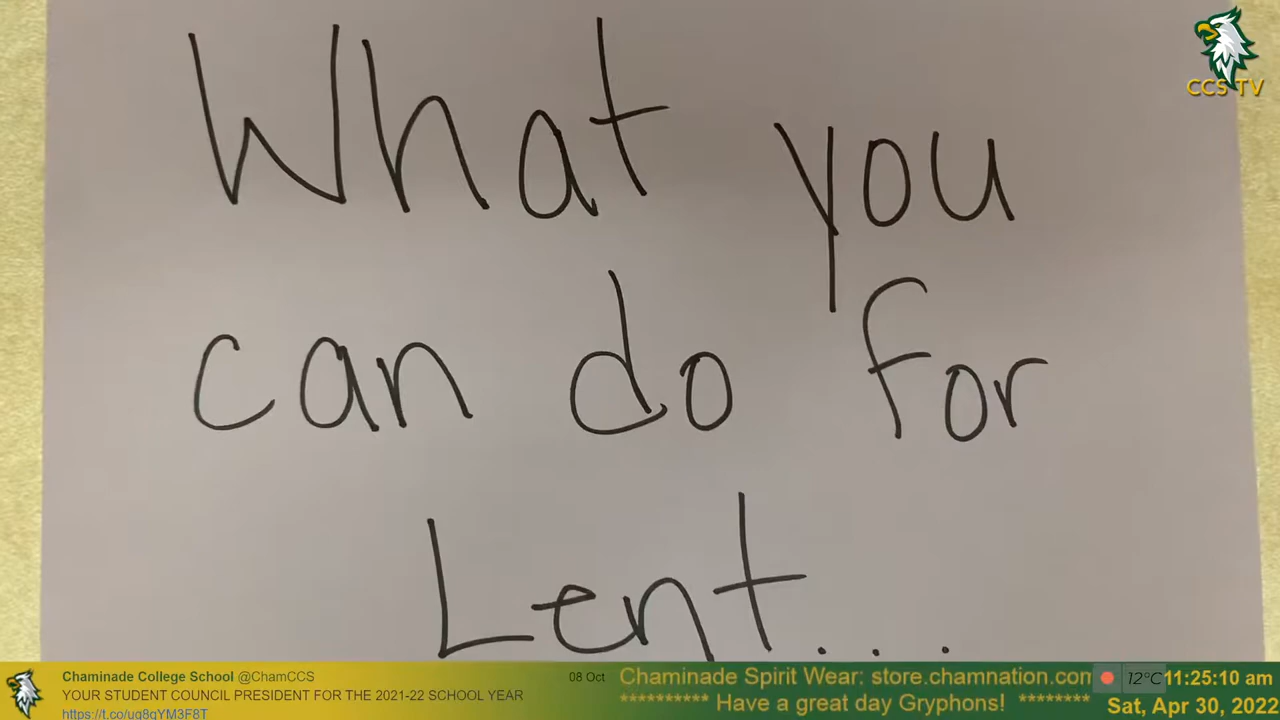 What you
can do for
Lent....
CCS TV
Chaminade College School @ChamCCS
08 Oct
YOUR STUDENT COUNCIL PRESIDENT FOR THE 2021-22 SCHOOL YEAR
https://t.co/ug8gYM3F8T
Chaminade Spirit Wear: store.chamnation.com
********** Have a great day Gryphons! ********
12°C
11:25:10 am
Sat, Apr 30, 2022